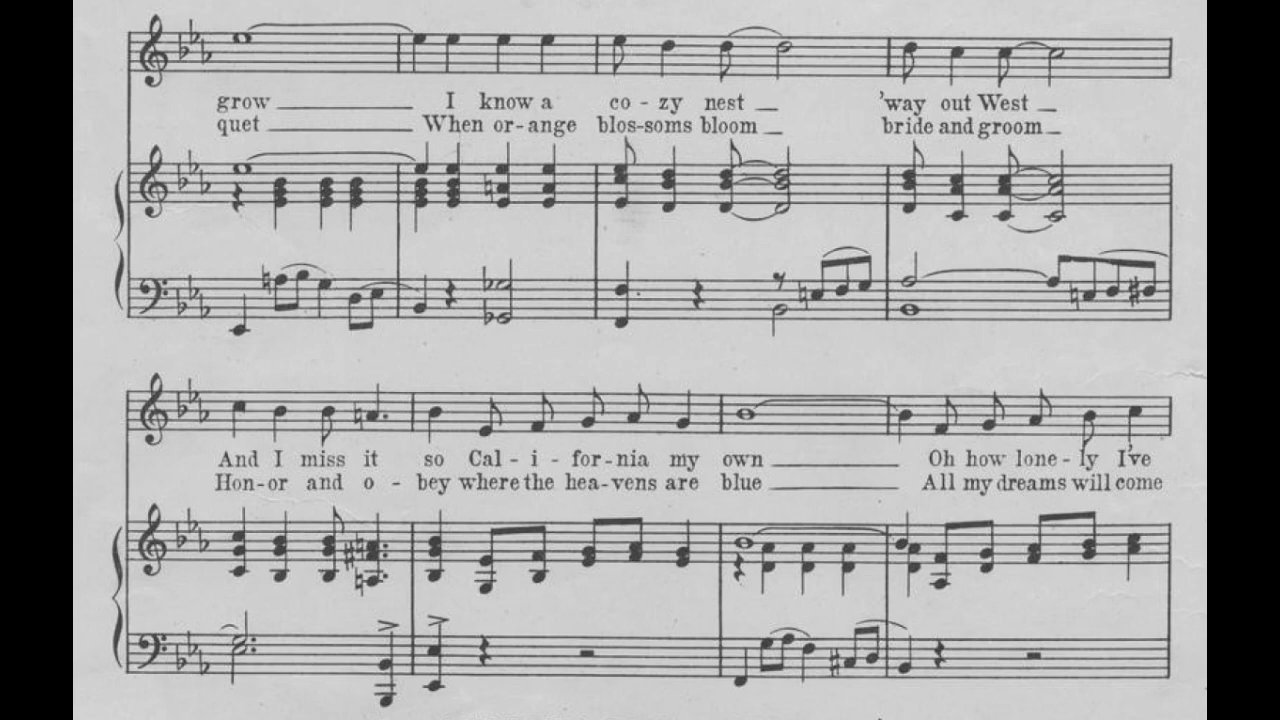 grow I know a co - zy nest 'way out West
quet When or - ange blos-soms bloom bride and groom
And I miss it so Cal - i - for-nia my own Oh how lone-ly I've
Hon-or and o - bey where the hea-vens are blue All my dreams will come